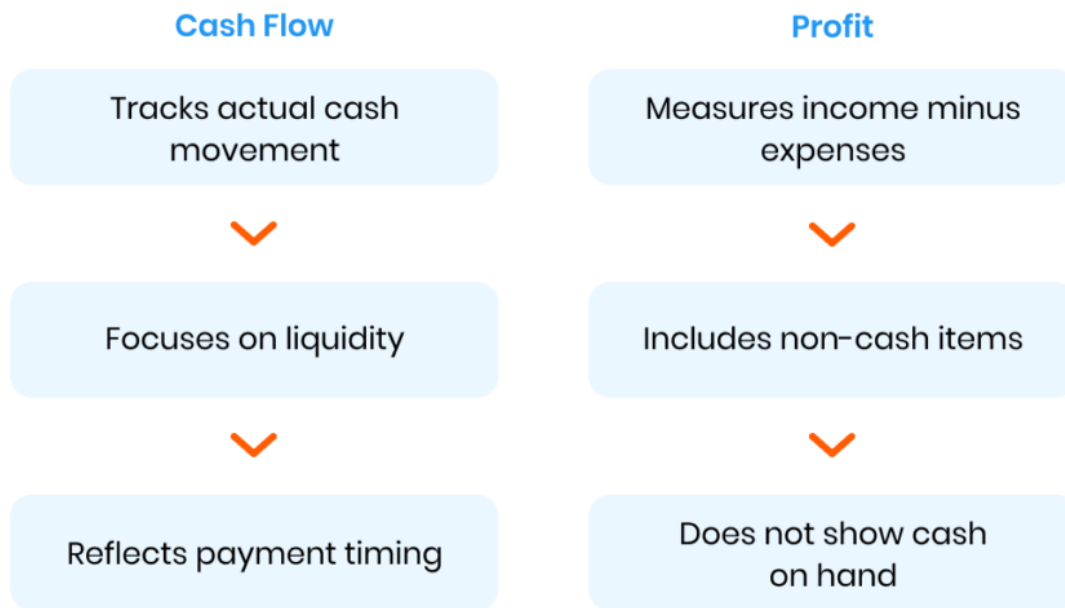 Cash Flow
Tracks actual cash
movement
Focuses on liquidity
Reflects payment timing
Profit
Measures income minus
expenses
Includes non-cash items
Does not show cash
on hand